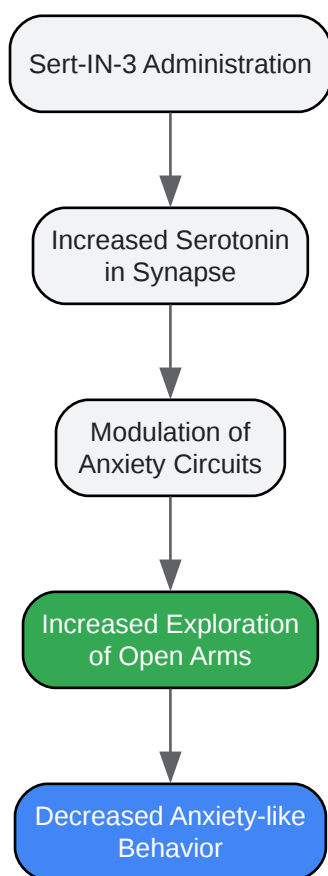 Sert-IN-3 Administration
Increased Serotonin
in Synapse
Modulation of
Anxiety Circuits
Increased Exploration
of Open Arms
Decreased Anxiety-like
Behavior